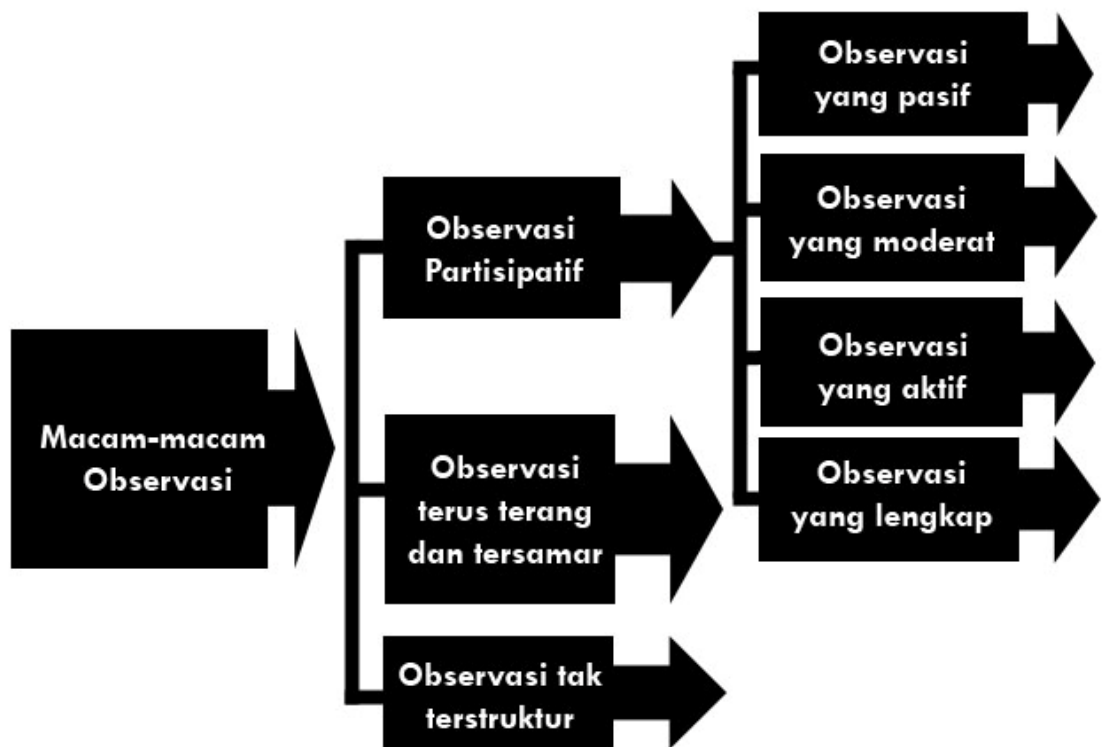 Macam-macam
Observasi
Observasi
Partisipatif
Observasi
terus terang
dan tersamar
Observasi tak
terstruktur
Observasi
yang pasif
Observasi
yang moderat
Observasi
yang aktif
Observasi
yang lengkap